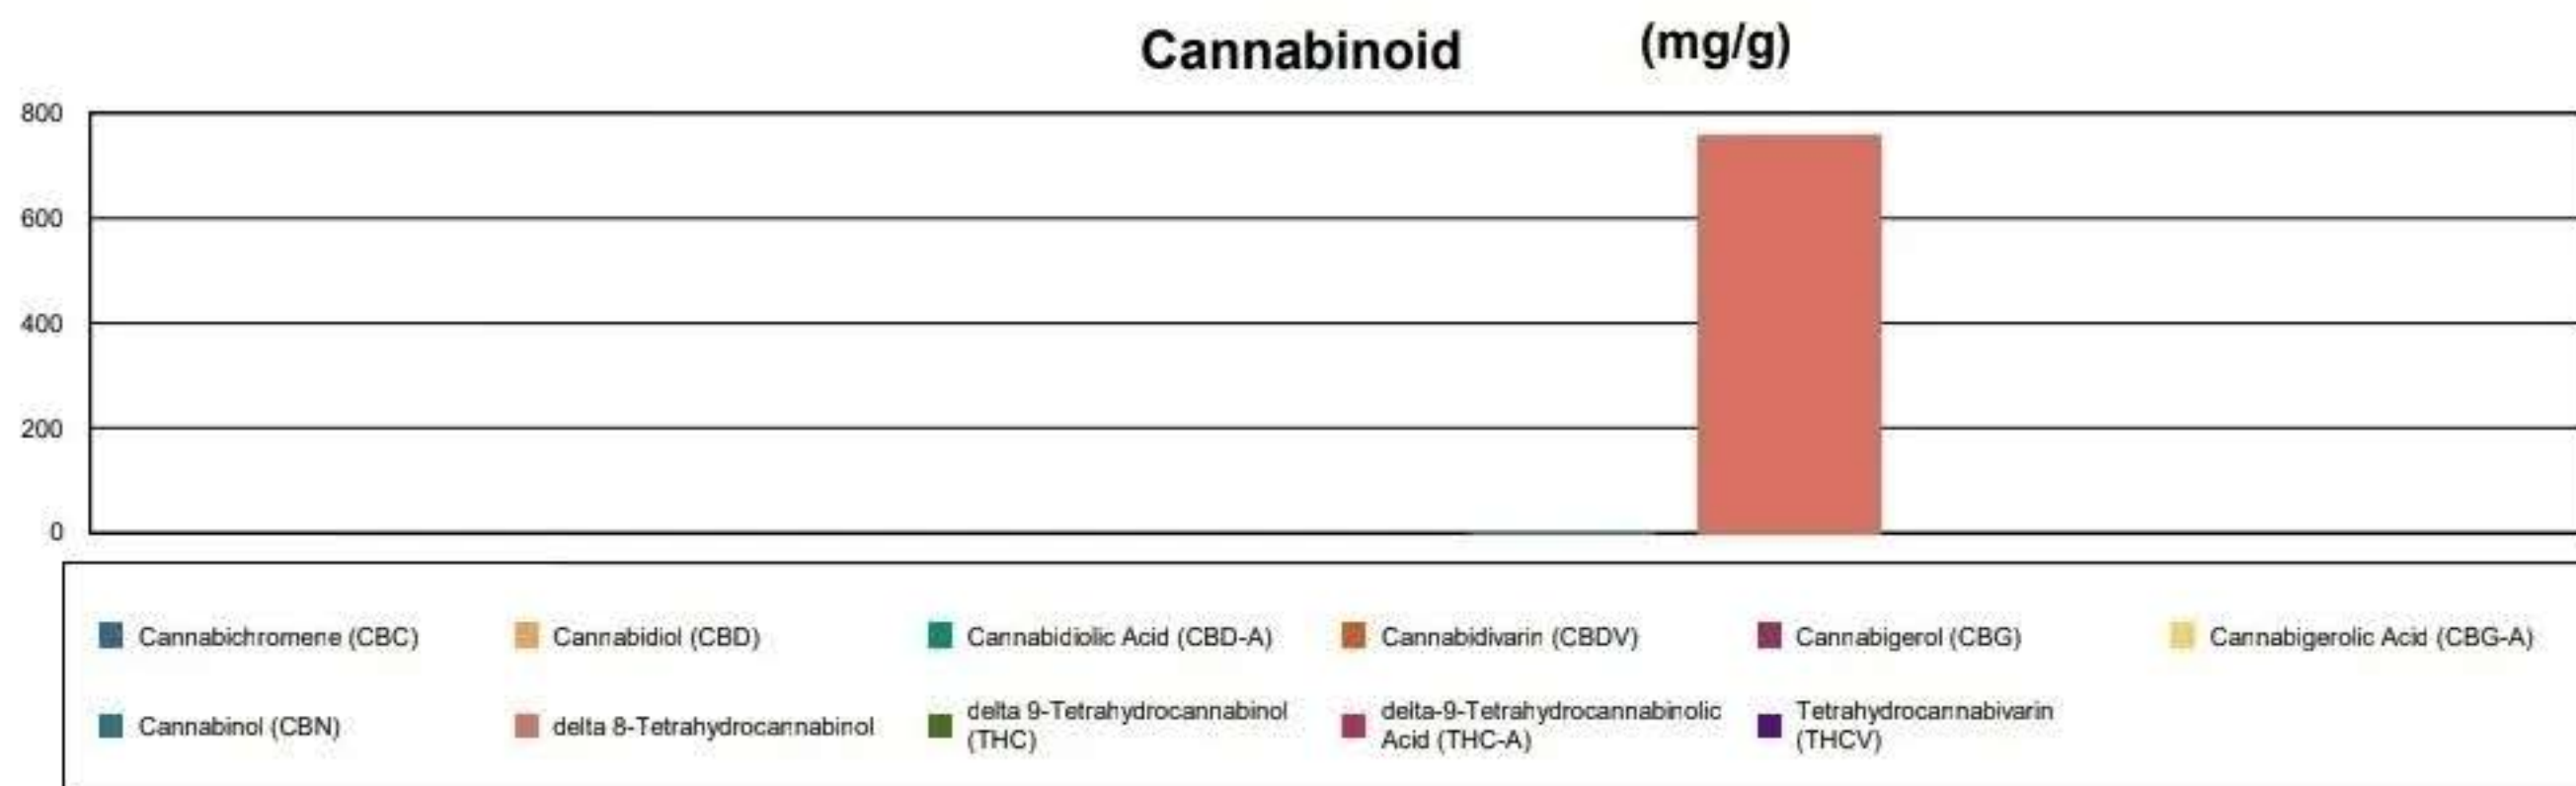 Cannabinoid (mg/g)
800
600
400
200
0
Cannabichromene (CBC)
Cannabidiol (CBD)
Cannabidiolic Acid (CBD-A)
Cannabidivarin (CBDV)
Cannabigerol (CBG)
Cannabigerolic Acid (CBG-A)
Cannabinol (CBN)
delta 8-Tetrahydrocannabinol
delta 9-Tetrahydrocannabinol
(THC)
delta-9-Tetrahydrocannabinolic
Acid (THC-A)
Tetrahydrocannabivarin
(THCV)